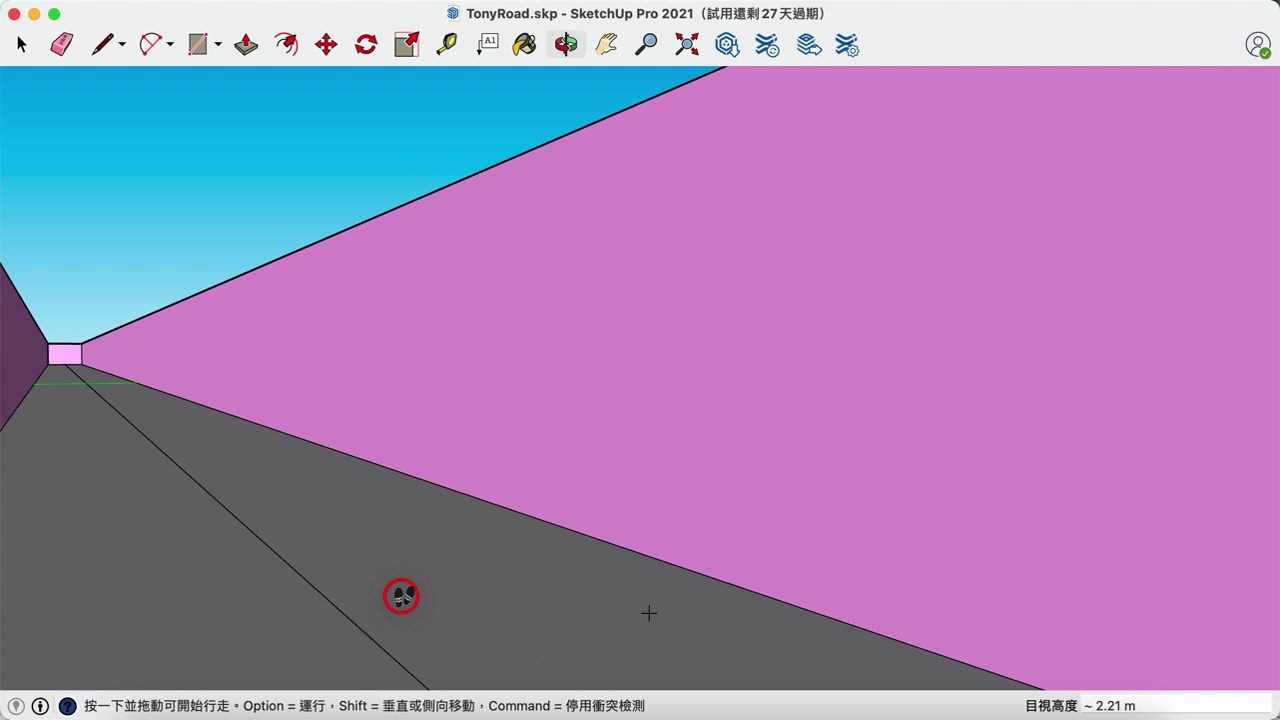 TonyRoad.skp - SketchUp Pro 2021（試用還剩 27 天過期）
A1
按一下並拖動可開始行走。Option = 運行，Shift = 垂直或側向移動，Command = 停用衝突檢測
目視高度 ~ 2.21 m